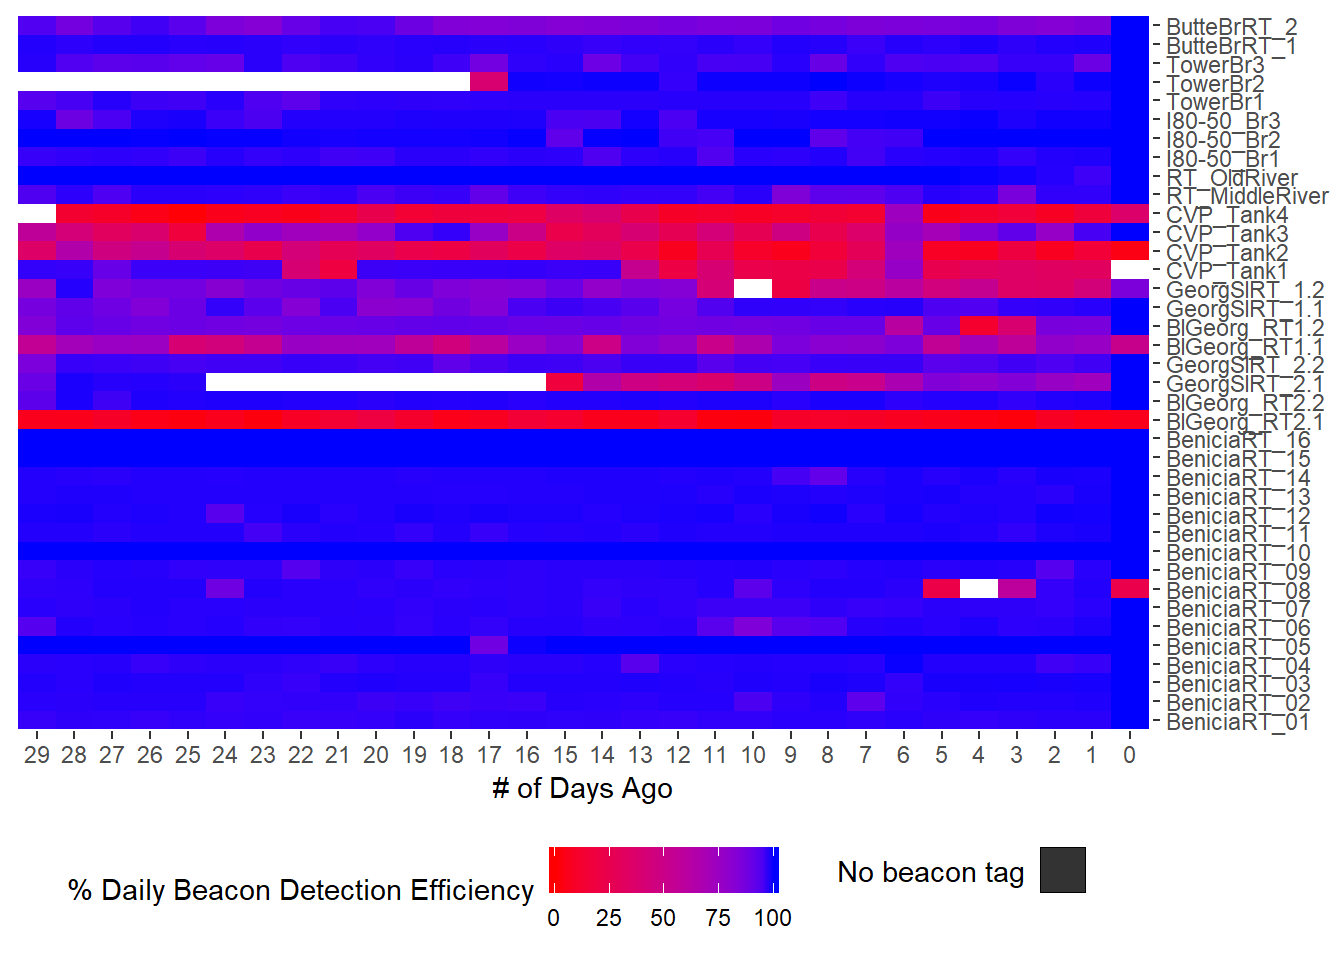 ButteBrRT_2
ButteBrRT_1
TowerBr3
TowerBr2
TowerBr1
I80-50_Br3
I80-50_Br2
I80-50_Br1
RT_OldRiver
RT_MiddleRiver
CVP_Tank4
CVP_Tank3
CVP_Tank2
CVP_Tank1
GeorgSlRT_1.2
GeorgSlRT_1.1
BlGeorg_RT1.2
BlGeorg_RT1.1
GeorgSlRT_2.2
GeorgSlRT_2.1
BlGeorg_RT2.2
BlGeorg_RT2.1
BeniciaRT_16
BeniciaRT_15
BeniciaRT_14
BeniciaRT_13
BeniciaRT_12
BeniciaRT_11
BeniciaRT_10
BeniciaRT_09
BeniciaRT_08
BeniciaRT_07
BeniciaRT_06
BeniciaRT_05
BeniciaRT_04
BeniciaRT_03
BeniciaRT_02
BeniciaRT_01
29 28 27 26 25 24 23 22 21 20 19 18 17 16 15 14 13 12 11 10 9 8 7 6 5 4 3 2 1 0
# of Days Ago
% Daily Beacon Detection Efficiency
0 25 50 75 100
No beacon tag